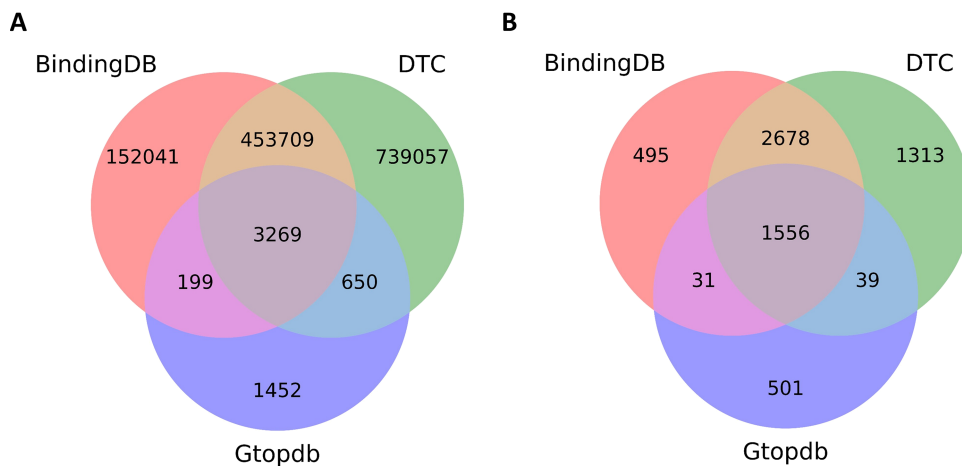 A
BindingDB
DTC
152041
453709
739057
3269
199
650
1452
Gtopdb
B
BindingDB
DTC
495
2678
1313
1556
31
39
501
Gtopdb